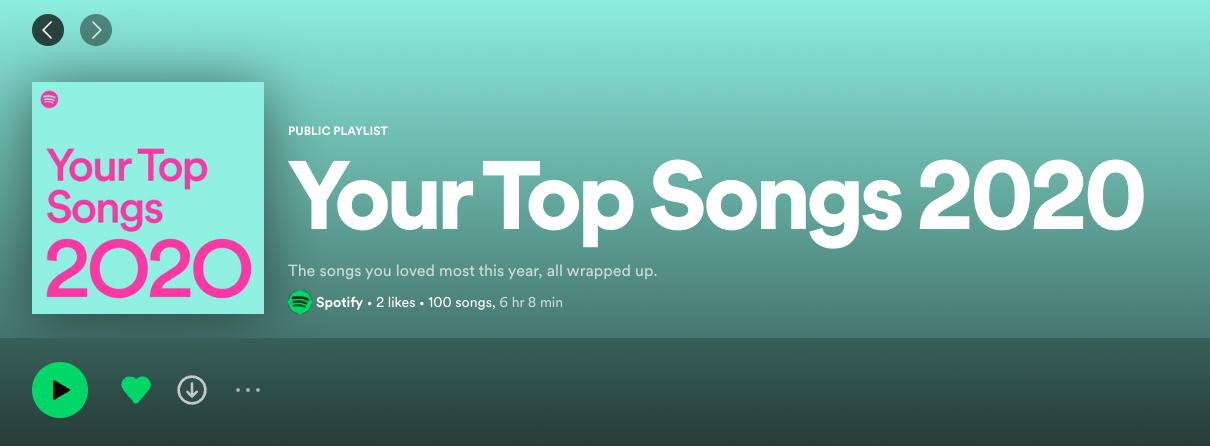 Your Top
Songs
2020
PUBLIC PLAYLIST
Your Top Songs 2020
The songs you loved most this year, all wrapped up.
Spotify • 2 likes • 100 songs, 6 hr 8 min